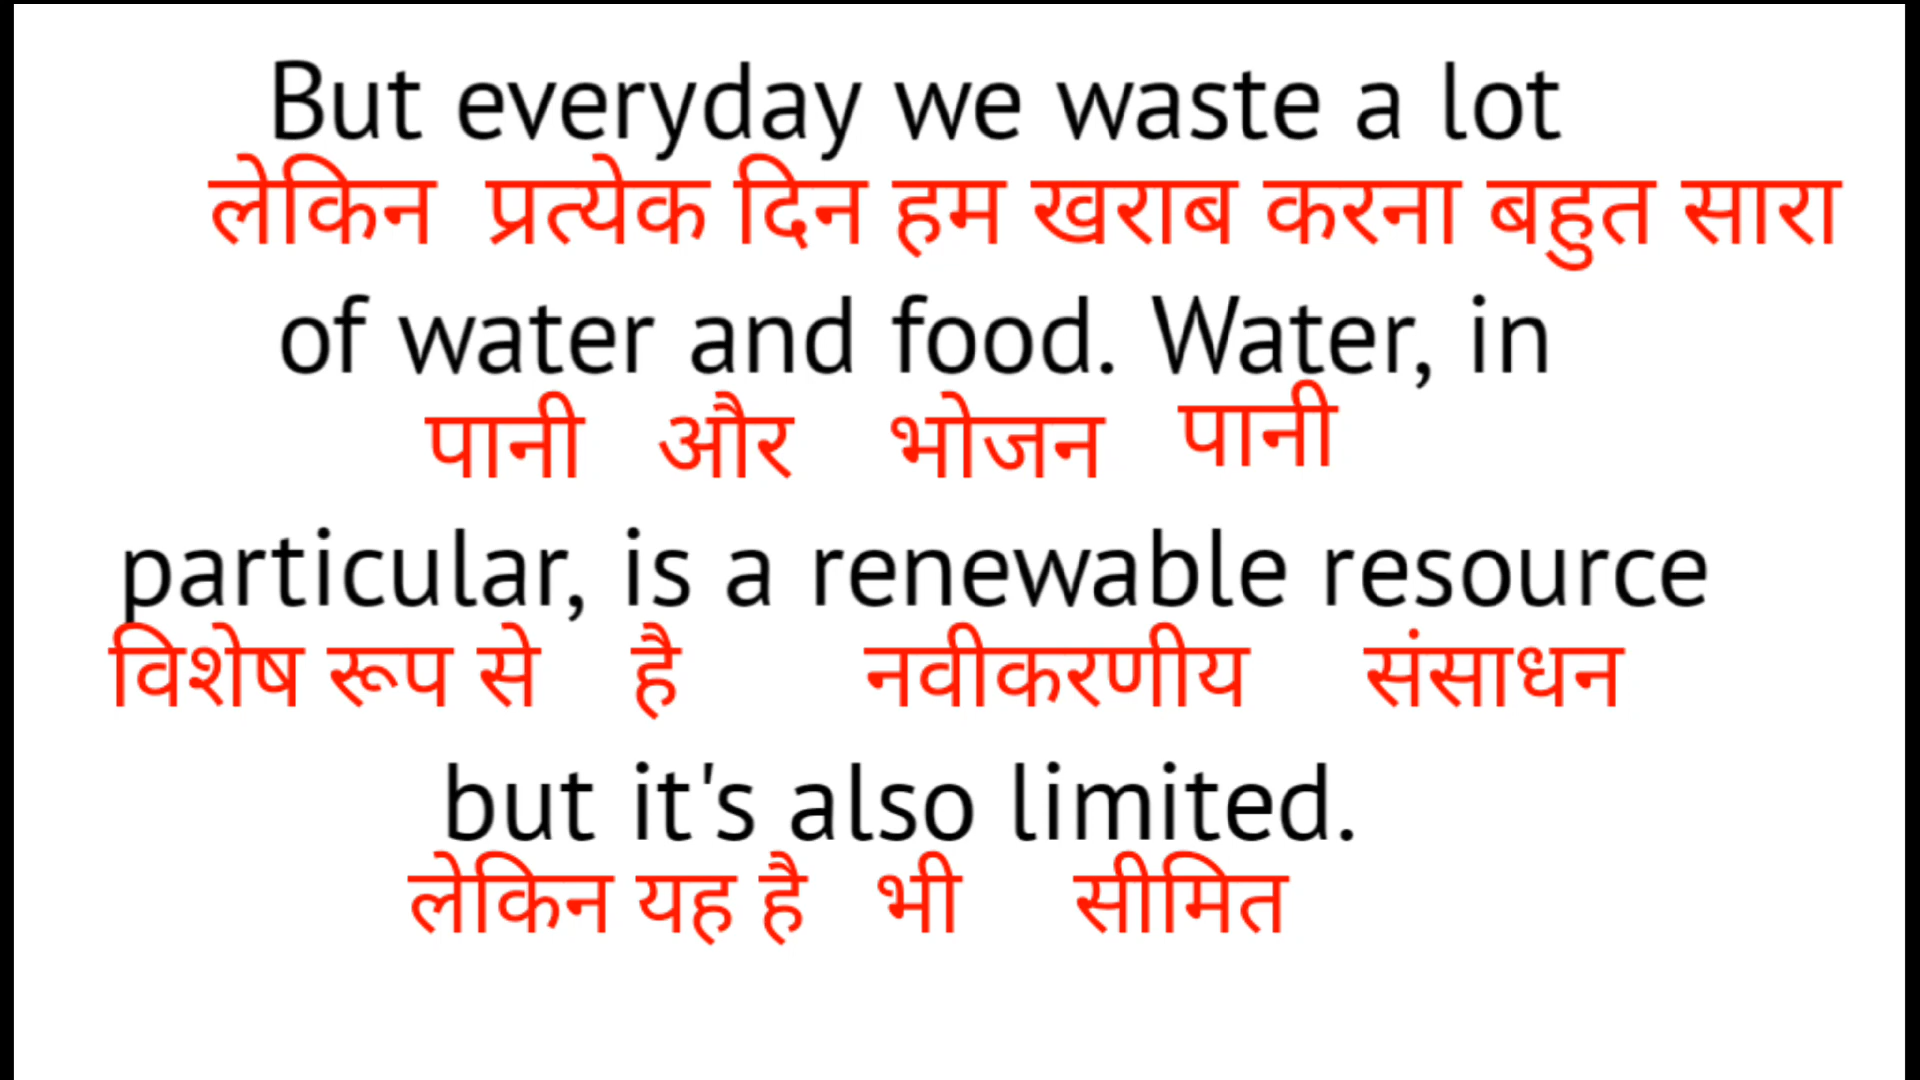 But everyday we waste a lot
लेकिन प्रत्येक दिन हम खराब करना बहुत सारा
of water and food. Water, in
पानी और भोजन पानी
particular, is a renewable resource
विशेष रूप से है नवीकरणीय संसाधन
but it's also limited.
लेकिन यह है भी सीमित